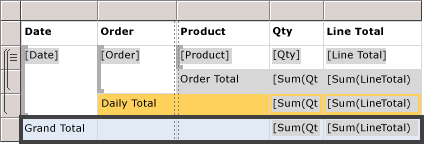 Date Order Product Qty Line Total
[Date] [Order] [Product] [Qty] [Line Total]
Order Total [Sum(Qt [Sum(LineTotal)
Daily Total [Sum(Qt [Sum(LineTotal)
Grand Total [Sum(Qt [Sum(LineTotal)